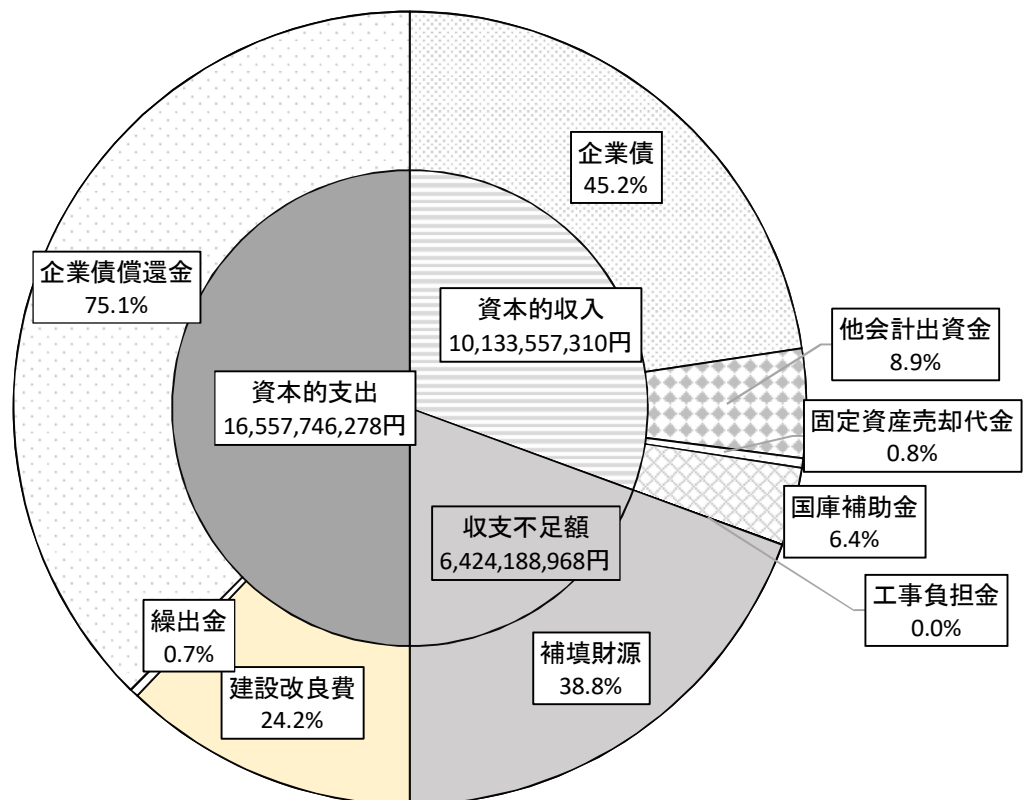 企業債
45.2%
企業債償還金
75.1%
資本的収入
10,133,557,310円
他会計出資金
8.9%
資本的支出
16,557,746,278円
固定資産売却代金
0.8%
国庫補助金
6.4%
収支不足額
6,424,188,968円
工事負担金
0.0%
繰出金
0.7%
補填財源
38.8%
建設改良費
24.2%